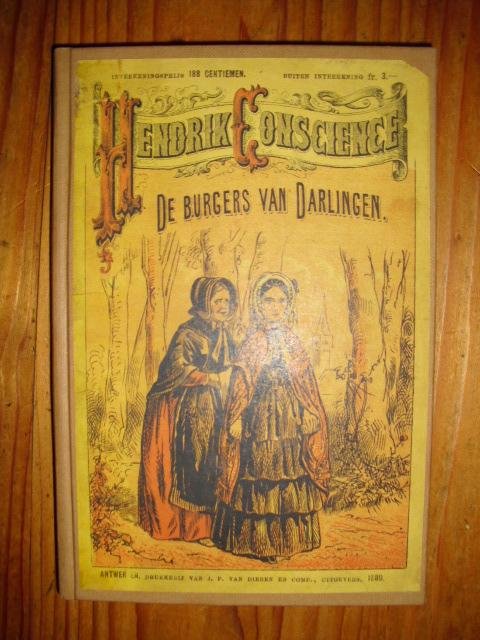 INTEEKENINGSPRIJS 188 CENTIEMEN. BUITEN INTEEKENING fr. 3.—
HENDRIK CONSCIENCE
DE BURGERS VAN DARLINGEN.
DRUKKERIJ VAN J. P. VAN DIEREN EN COMP., UITGEVERS, 1880.